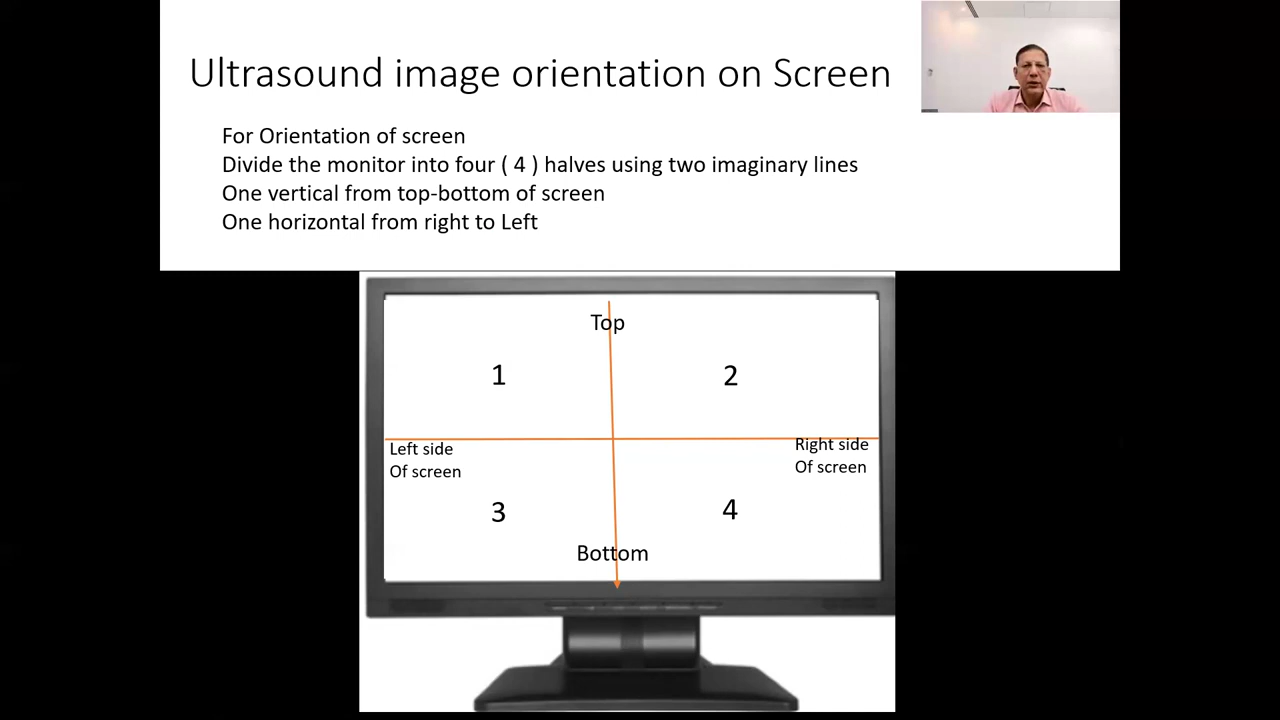 Ultrasound image orientation on Screen
For Orientation of screen
Divide the monitor into four ( 4 ) halves using two imaginary lines
One vertical from top-bottom of screen
One horizontal from right to Left
Top
1
2
Left side
Of screen
Right side
Of screen
3
4
Bottom